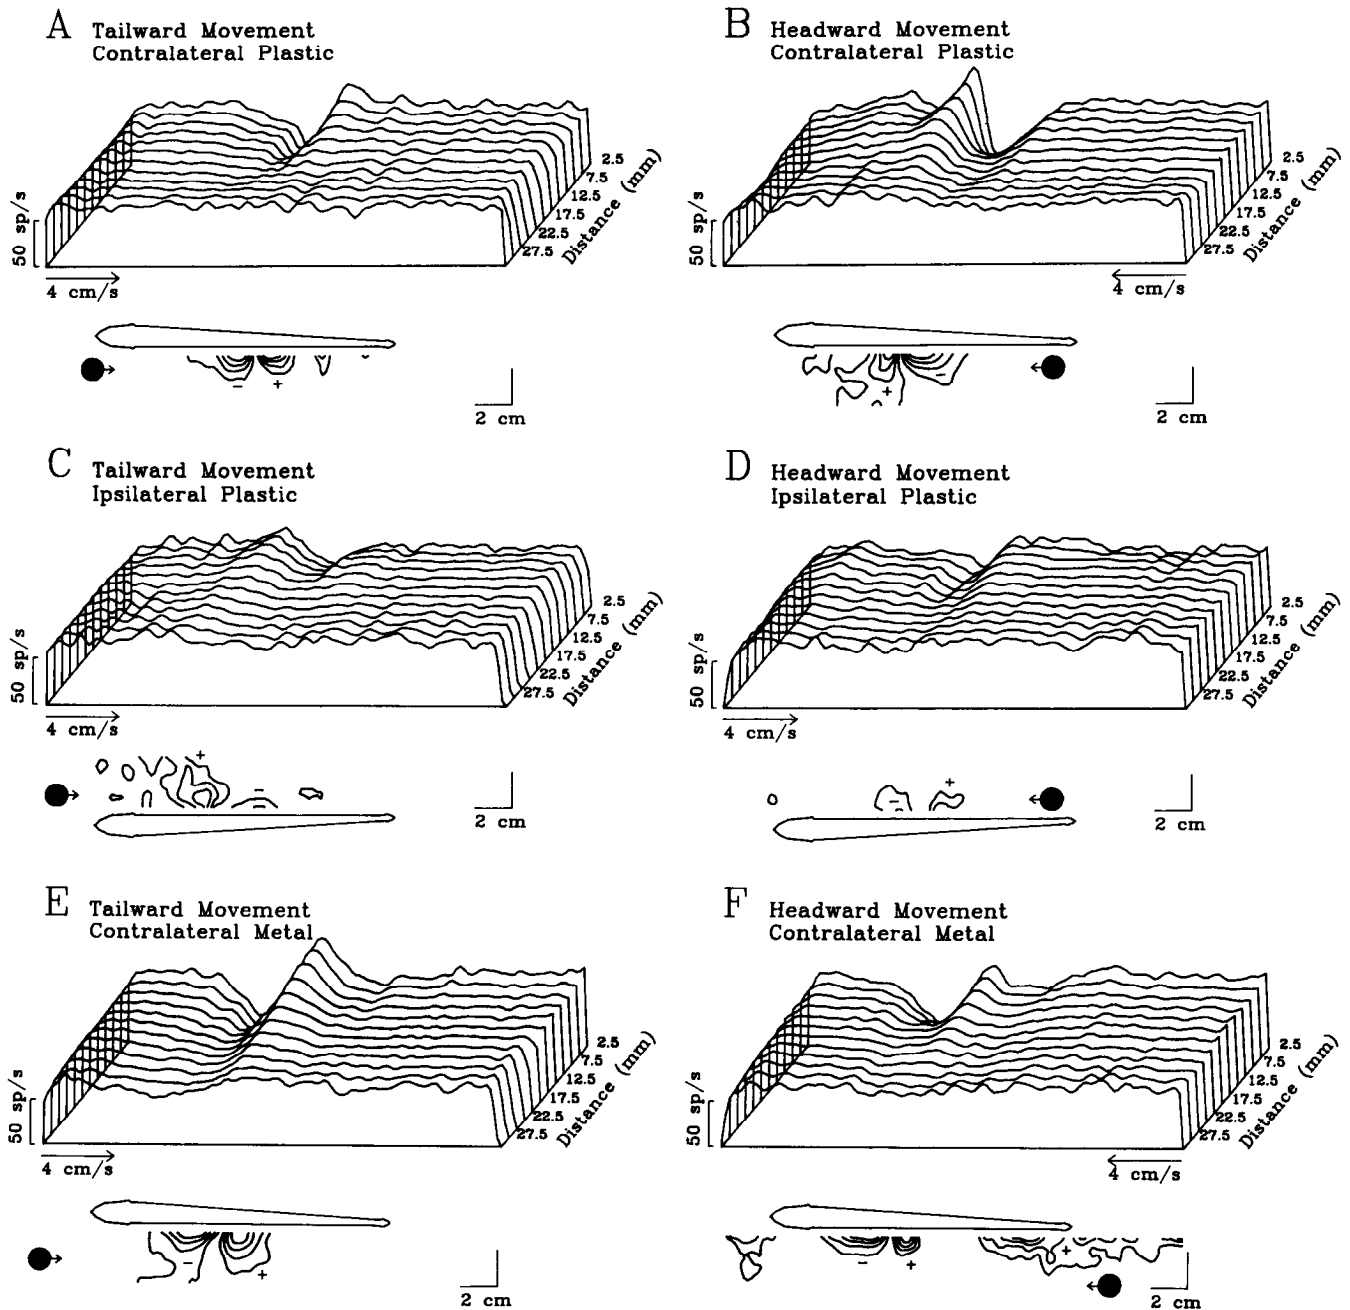 A Tailward Movement
Contralateral Plastic
50 sp/s
2.5
7.5
12.5
17.5
22.5
27.5
Distance (mm)
4 cm/s
- +
2 cm
B Headward Movement
Contralateral Plastic
50 sp/s
2.5
7.5
12.5
17.5
22.5
27.5
Distance (mm)
4 cm/s
+ -
2 cm
C Tailward Movement
Ipsilateral Plastic
50 sp/s
2.5
7.5
12.5
17.5
22.5
27.5
Distance (mm)
4 cm/s
+ -
2 cm
D Headward Movement
Ipsilateral Plastic
50 sp/s
2.5
7.5
12.5
17.5
22.5
27.5
Distance (mm)
4 cm/s
- +
2 cm
E Tailward Movement
Contralateral Metal
50 sp/s
2.5
7.5
12.5
17.5
22.5
27.5
Distance (mm)
4 cm/s
- +
2 cm
F Headward Movement
Contralateral Metal
50 sp/s
2.5
7.5
12.5
17.5
22.5
27.5
Distance (mm)
4 cm/s
- + +
2 cm